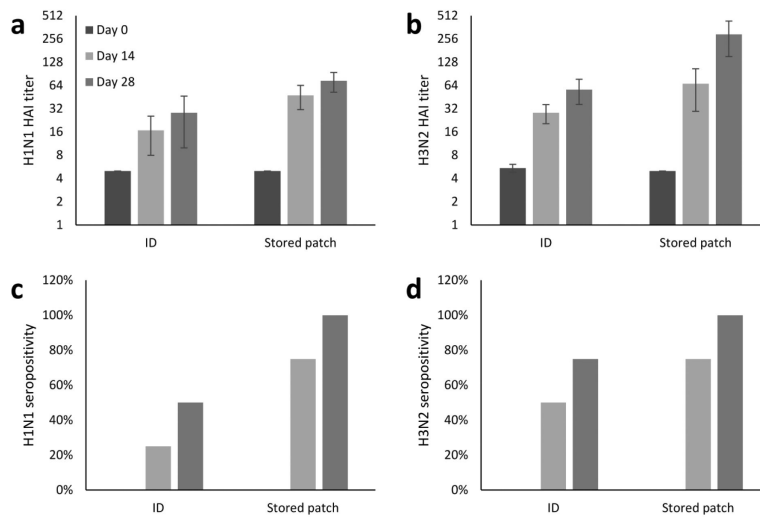 a
H1N1 HAI titer
512
256
128
64
32
16
8
4
2
1
Day 0
Day 14
Day 28
ID
Stored patch
b
H3N2 HAI titer
512
256
128
64
32
16
8
4
2
1
ID
Stored patch
c
H1N1 seropositivity
120%
100%
80%
60%
40%
20%
0%
ID
Stored patch
d
H3N2 seropositivity
120%
100%
80%
60%
40%
20%
0%
ID
Stored patch